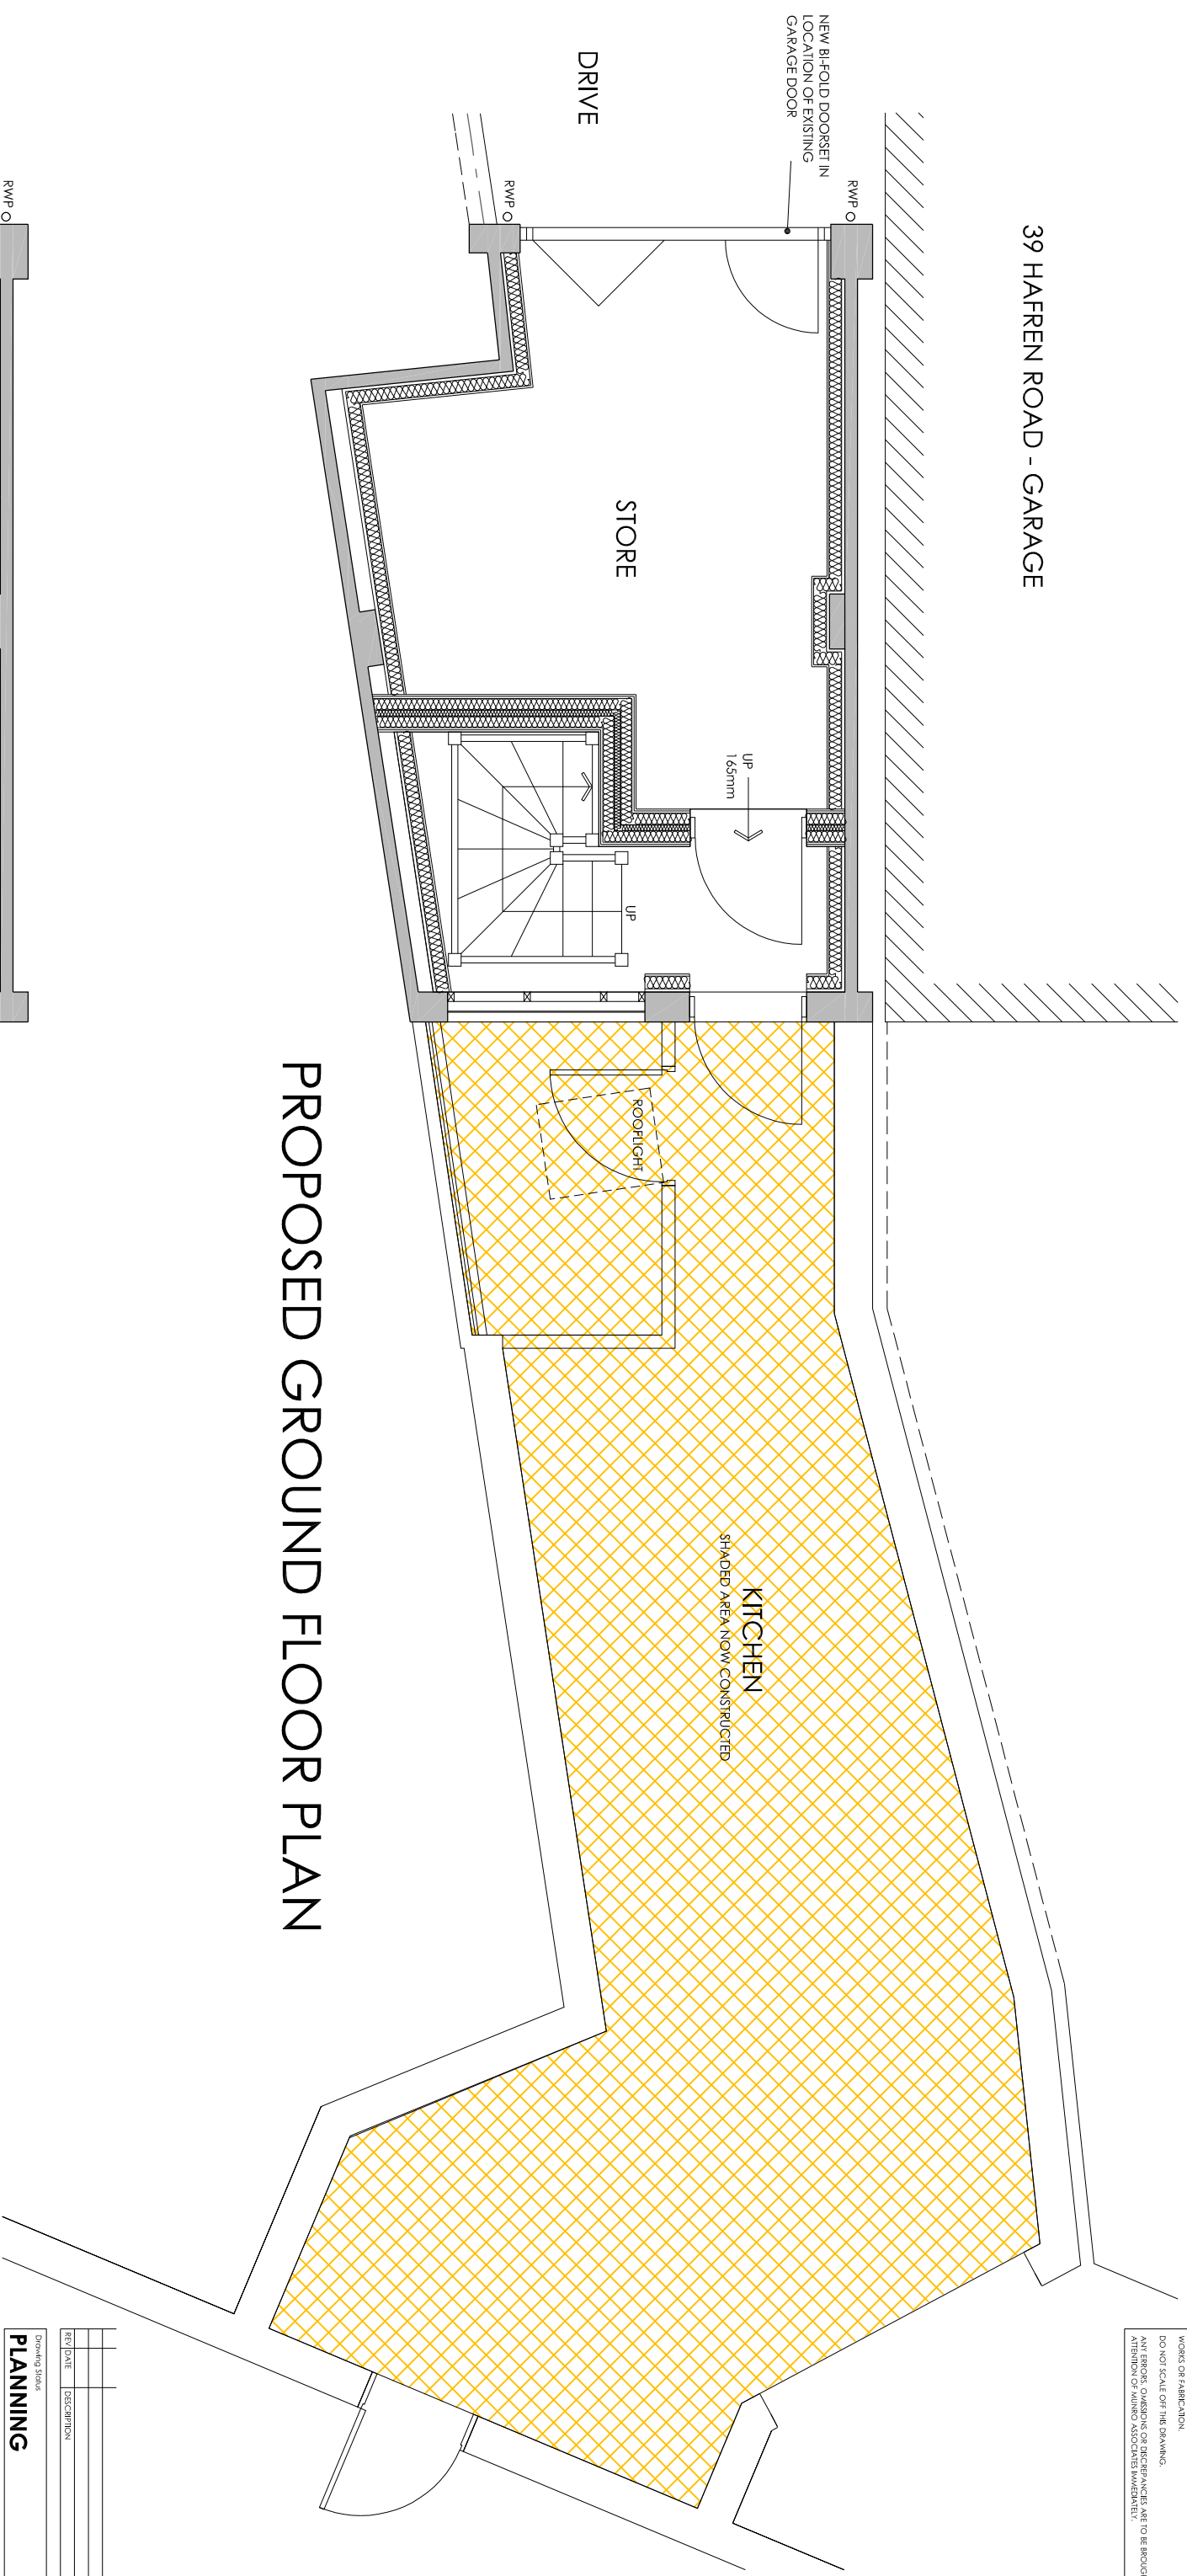 39 HAFREN ROAD - GARAGE
NEW BI-FOLD DOORSET IN
LOCATION OF EXISTING
GARAGE DOOR
DRIVE
RWP
RWP
RWP
STORE
UP
165mm
UP
ROOFLIGHT
KITCHEN
SHADED AREA NOW CONSTRUCTED
PROPOSED GROUND FLOOR PLAN
WORKS OR FABRICATION.
DO NOT SCALE OFF THIS DRAWING.
ANY ERRORS, OMISSIONS OR DISCREPANCIES ARE TO BE BROUGH
ATTENTION OF MUNRO ASSOCIATES IMMEDIATELY.
REV DATE DESCRIPTION
Drawing Status
PLANNING